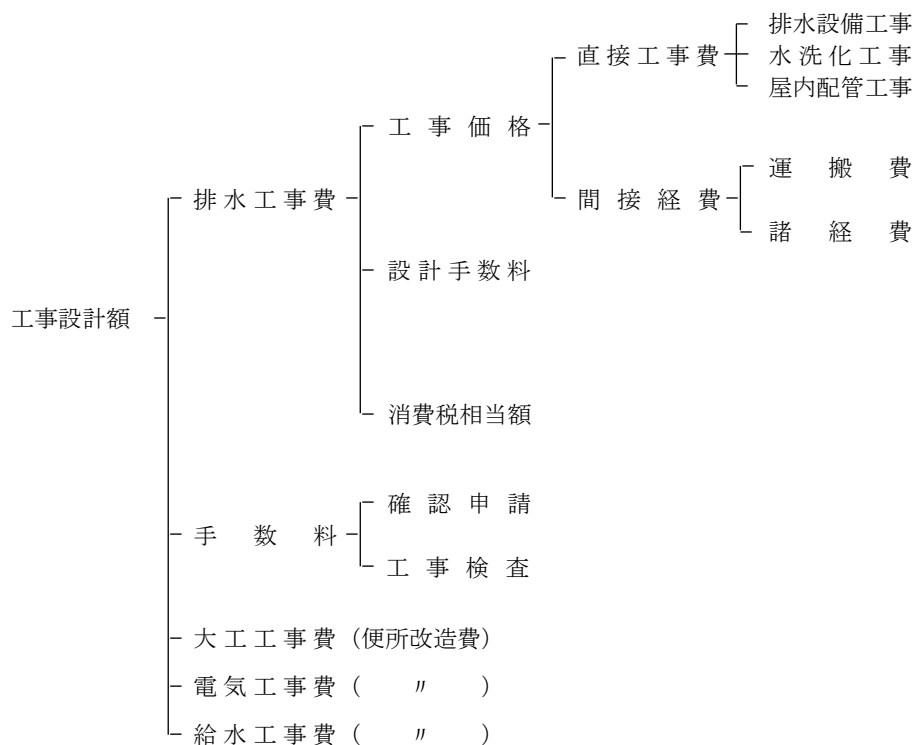 排水設備工事
直接工事費
水洗化工事
屋内配管工事
工事価格
運搬費
排水工事費
間接経費
諸経費
設計手数料
工事設計額
消費税相当額
確認申請
手数料
工事検査
大工工事費（便所改造費）
電気工事費（　〃　）
給水工事費（　〃　）